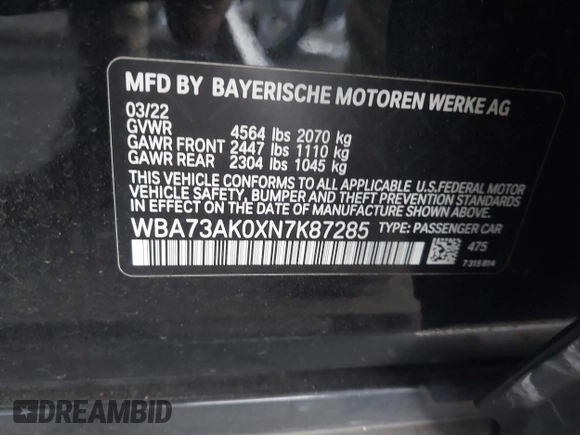 MFD BY BAYERISCHE MOTOREN WERKE AG
03/22
GVWR 4564 lbs 2070 kg
GAWR FRONT 2447 lbs 1110 kg
GAWR REAR 2304 lbs 1045 kg
THIS VEHICLE CONFORMS TO ALL APPLICABLE U.S.FEDERAL MOTOR
VEHICLE SAFETY, BUMPER AND THEFT PREVENTION STANDARDS
IN EFFECT ON THE DATE OF MANUFACTURE SHOWN ABOVE.
WBA73AK0XN7K87285 TYPE: PASSENGER CAR
475
7 315 814
DREAMBID